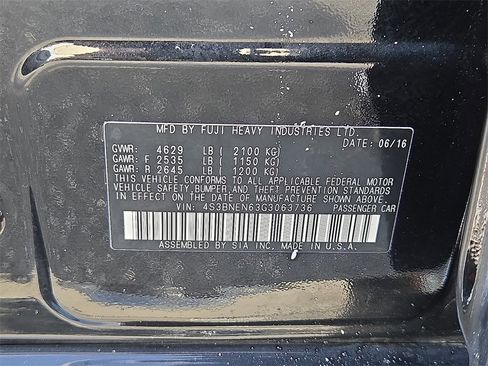 MFD BY FUJI HEAVY INDUSTRIES LTD.
DATE: 06/16
GVWR: 4629 LB ( 2100 KG)
GAWR: F 2535 LB ( 1150 KG)
GAWR: R 2645 LB ( 1200 KG)
THIS VEHICLE CONFORMS TO ALL APPLICABLE FEDERAL MOTOR
VEHICLE SAFETY, BUMPER, AND THEFT PREVENTION STANDARDS
IN EFFECT ON THE DATE OF MANUFACTURE SHOWN ABOVE.
VIN: 4S3BNEN63G3063736 PASSENGER CAR
ASSEMBLED BY SIA INC. MADE IN U.S.A.